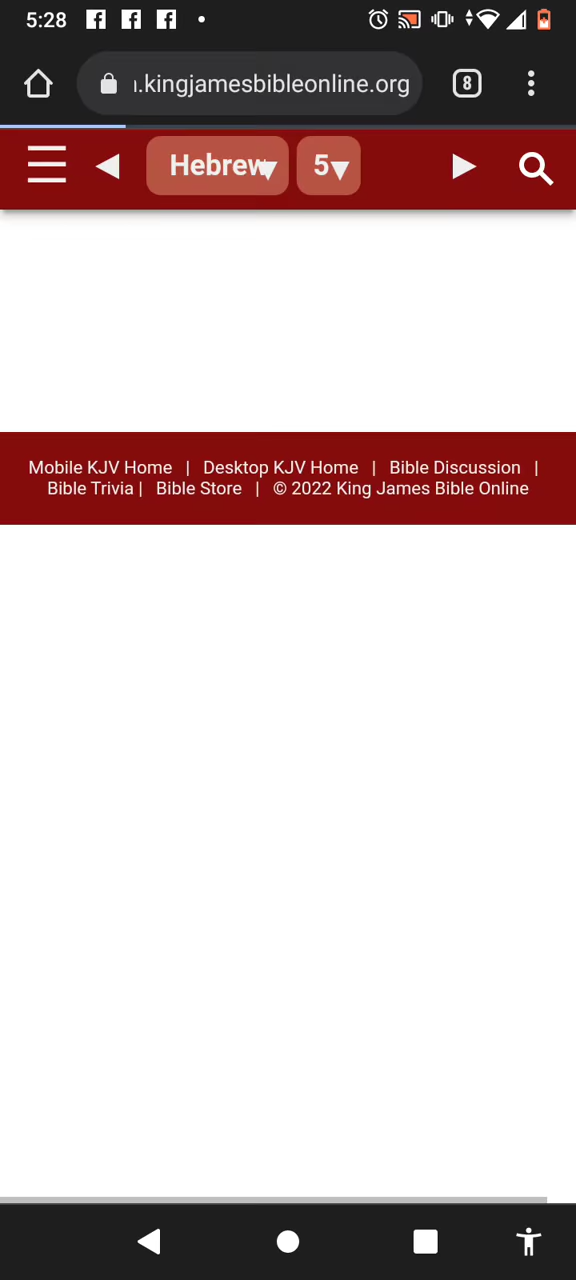 5:28
.kingjamesbibleonline.org
8
Hebrew
5
Mobile KJV Home | Desktop KJV Home | Bible Discussion |
Bible Trivia | Bible Store | © 2022 King James Bible Online